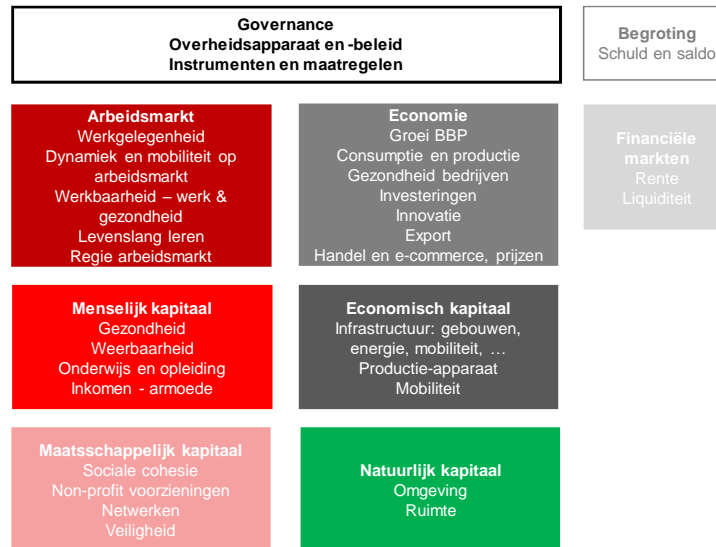 Governance
Overheidsapparaat en -beleid
Instrumenten en maatregelen
Begroting
Schuld en saldo
Arbeidsmarkt
Werkgelegenheid
Dynamiek en mobiliteit op
arbeidsmarkt
Werkbaarheid – werk &
gezondheid
Levenslang leren
Regie arbeidsmarkt
Economie
Groei BBP
Consumptie en productie
Gezondheid bedrijven
Investeringen
Innovatie
Export
Handel en e-commerce, prijzen
Financiële
markten
Rente
Liquiditeit
Menselijk kapitaal
Gezondheid
Weerbaarheid
Onderwijs en opleiding
Inkomen - armoede
Economisch kapitaal
Infrastructuur: gebouwen,
energie, mobiliteit, …
Productie-apparaat
Mobiliteit
Maatsschappelijk kapitaal
Sociale cohesie
Non-profit voorzieningen
Netwerken
Veiligheid
Natuurlijk kapitaal
Omgeving
Ruimte